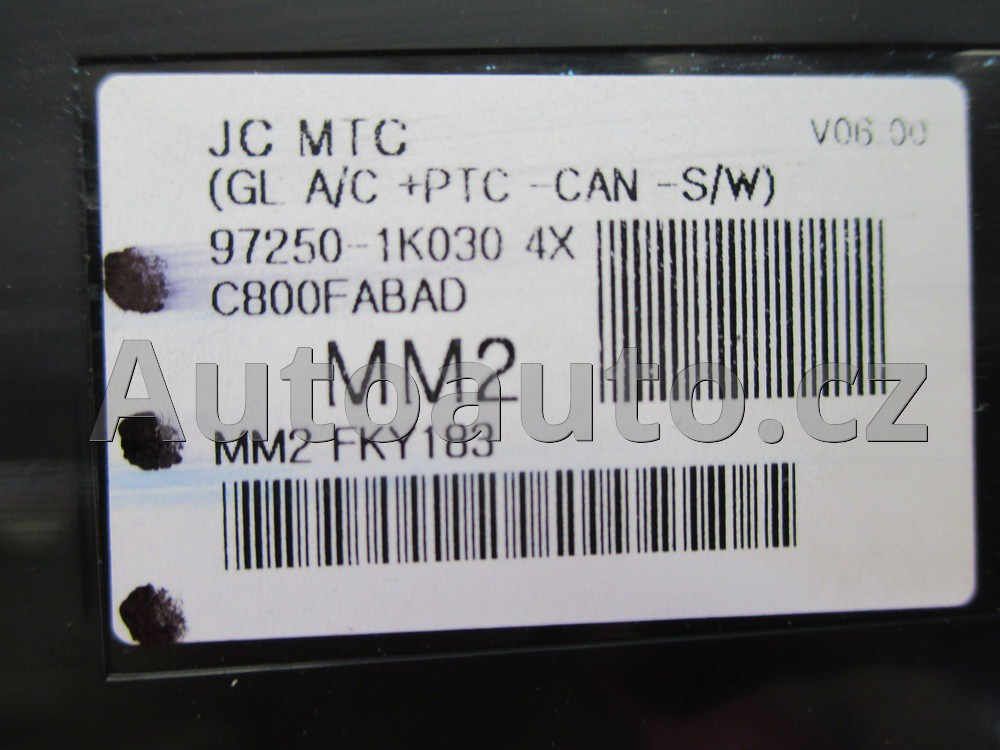 JC MTC
V06.00
(GL A/C +PTC -CAN -S/W)
97250-1K030 4X
C800FABAD
MM2
Autoauto.cz
MM2 FKY183